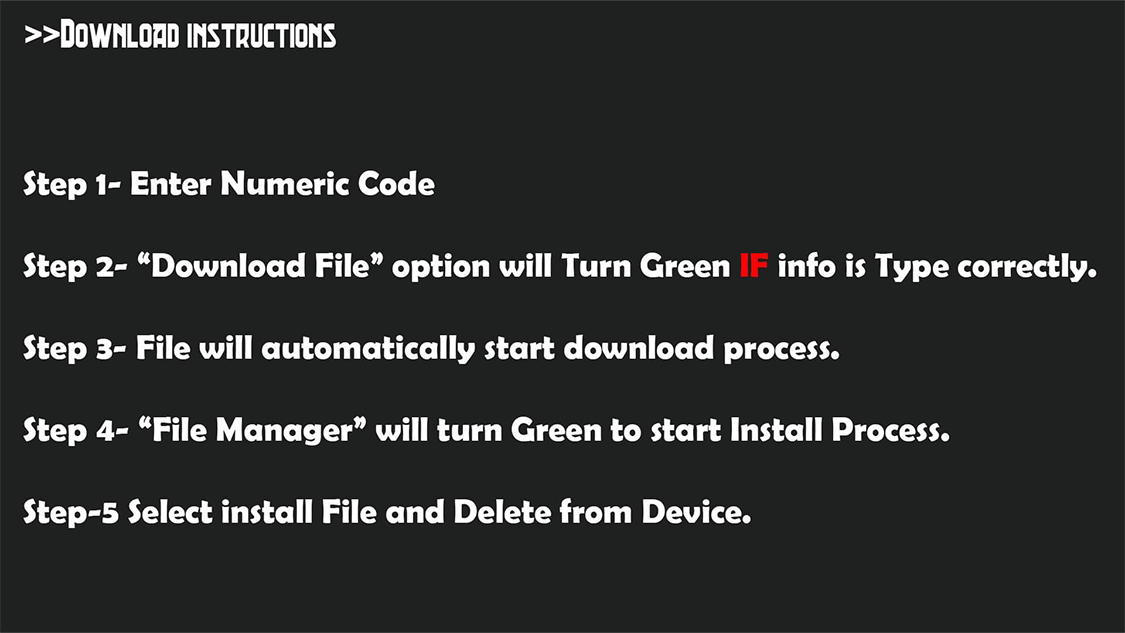 >>Download instructions
Step 1- Enter Numeric Code
Step 2- “Download File” option will Turn Green IF info is Type correctly.
Step 3- File will automatically start download process.
Step 4- “File Manager” will turn Green to start Install Process.
Step-5 Select install File and Delete from Device.